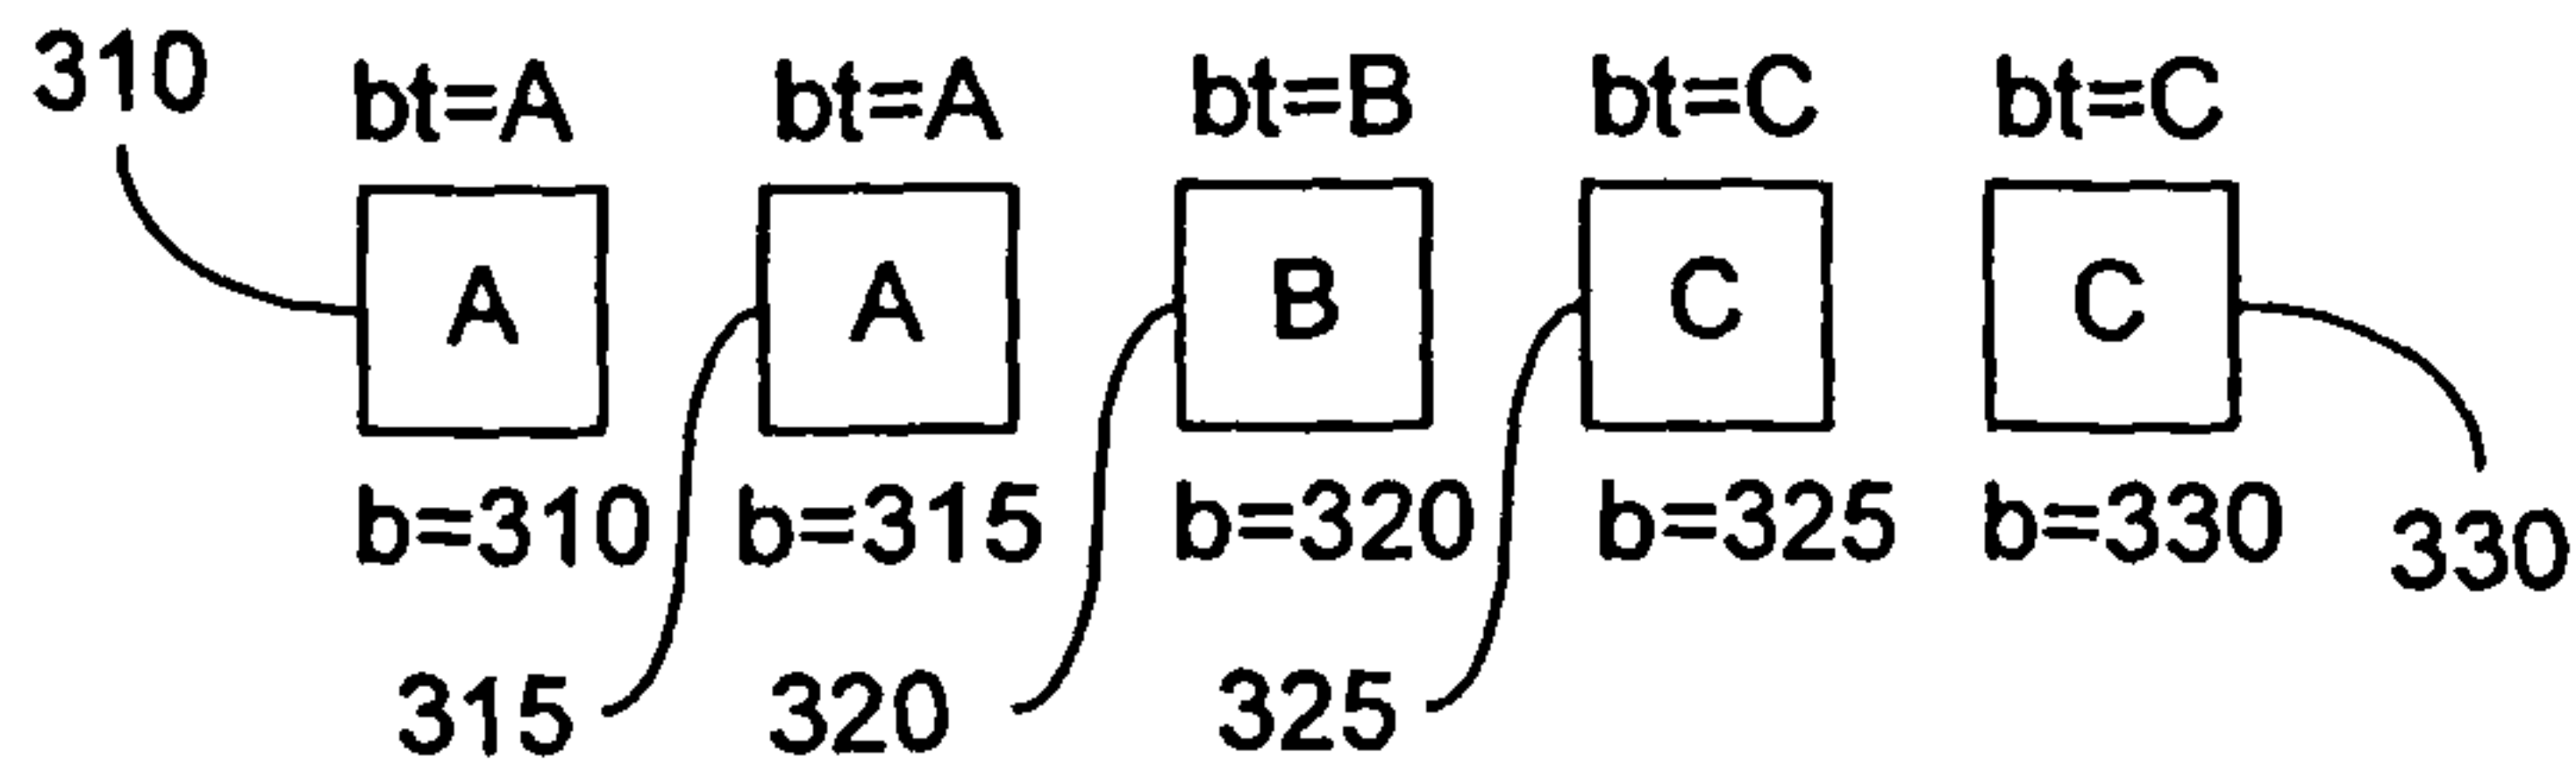 310 bt=A bt=A bt=B bt=C bt=C
A A B C C
b=310 b=315 b=320 b=325 b=330 330
315 320 325